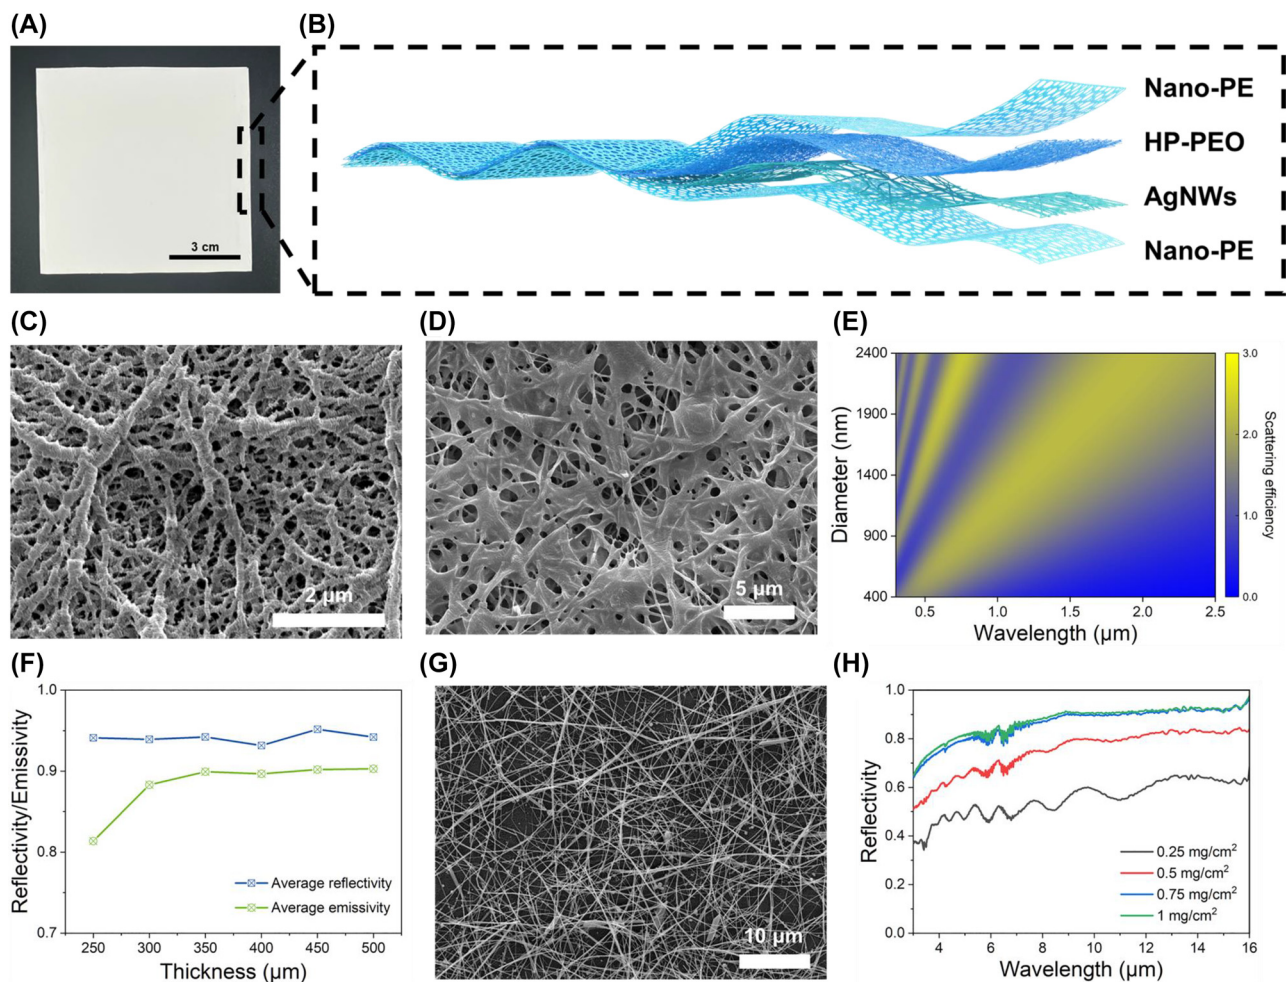 (A)
3 cm
(B)
Nano-PE
HP-PEO
AgNWs
Nano-PE
(C)
2 μm
(D)
5 μm
(E)
2400
1900
1400
900
400
Diameter (nm)
0.5
1.0
1.5
2.0
2.5
Wavelength (μm)
3.0
2.0
1.0
0.0
Scattering efficiency
(F)
1.0
0.9
0.8
0.7
Reflectivity/Emissivity
Average reflectivity
Average emissivity
250
300
350
400
450
500
Thickness (μm)
(G)
10 μm
(H)
1.0
0.8
0.6
0.4
0.2
0.0
Reflectivity
0.25 mg/cm²
0.5 mg/cm²
0.75 mg/cm²
1 mg/cm²
4
6
8
10
12
14
16
Wavelength (μm)